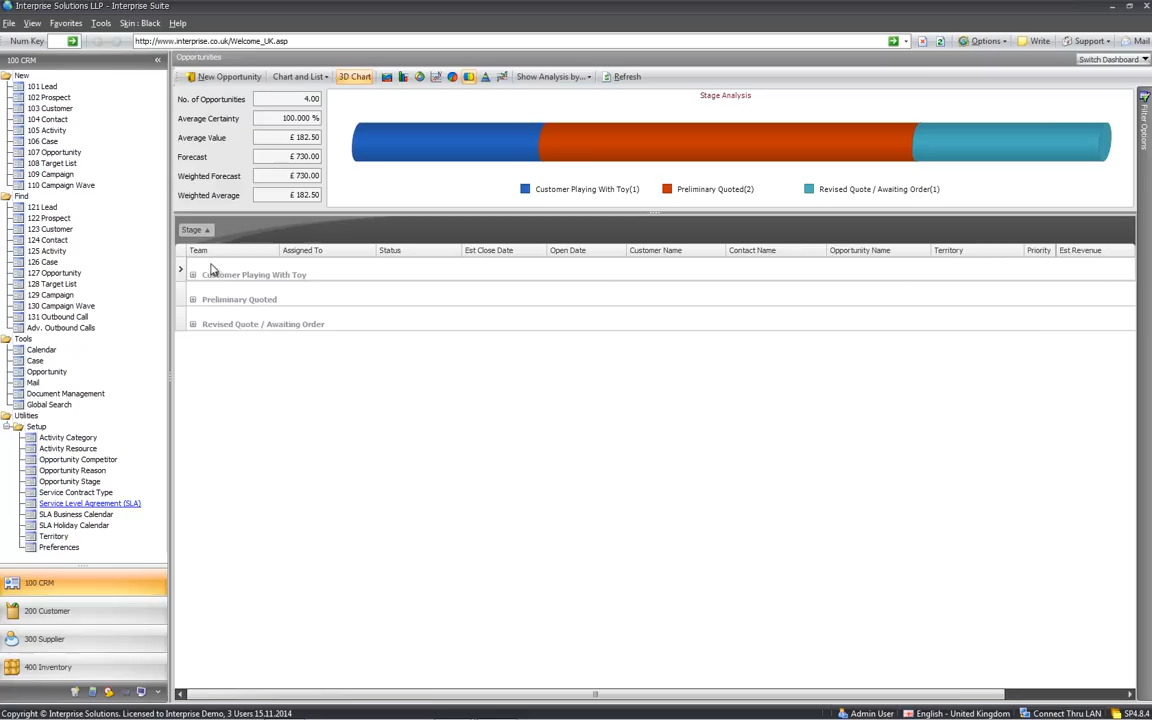 Interprise Solutions LLP - Interprise Suite
File View Favorites Tools Skin : Black Help
Num Key http://www.interprise.co.uk/Welcome_UK.asp Options Write Support Mail
100 CRM «
Opportunities
Switch Dashboard
New Opportunity Chart and List 3D Chart Show Analysis by... Refresh
No. of Opportunities 4.00
Average Certainty 100.000 %
Average Value £ 182.50
Forecast £ 730.00
Weighted Forecast £ 730.00
Weighted Average £ 182.50
Stage Analysis
Customer Playing With Toy(1) Preliminary Quoted(2) Revised Quote / Awaiting Order(1)
Filter Options
Stage
Team Assigned To Status Est Close Date Open Date Customer Name Contact Name Opportunity Name Territory Priority Est Revenue
Customer Playing With Toy
Preliminary Quoted
Revised Quote / Awaiting Order
New
101 Lead
102 Prospect
103 Customer
104 Contact
105 Activity
106 Case
107 Opportunity
108 Target List
109 Campaign
110 Campaign Wave
Find
121 Lead
122 Prospect
123 Customer
124 Contact
125 Activity
126 Case
127 Opportunity
128 Target List
129 Campaign
130 Campaign Wave
131 Outbound Call
Adv. Outbound Calls
Tools
Calendar
Case
Opportunity
Mail
Document Management
Global Search
Utilities
Setup
Activity Category
Activity Resource
Opportunity Competitor
Opportunity Reason
Opportunity Stage
Service Contract Type
Service Level Agreement (SLA)
SLA Business Calendar
SLA Holiday Calendar
Territory
Preferences
100 CRM
200 Customer
300 Supplier
400 Inventory
Interprise Solutions. Licensed to Interprise Demo, 3 Users 15.11.2014 Admin User English - United Kingdom Connect Thru LAN SP4.8.4